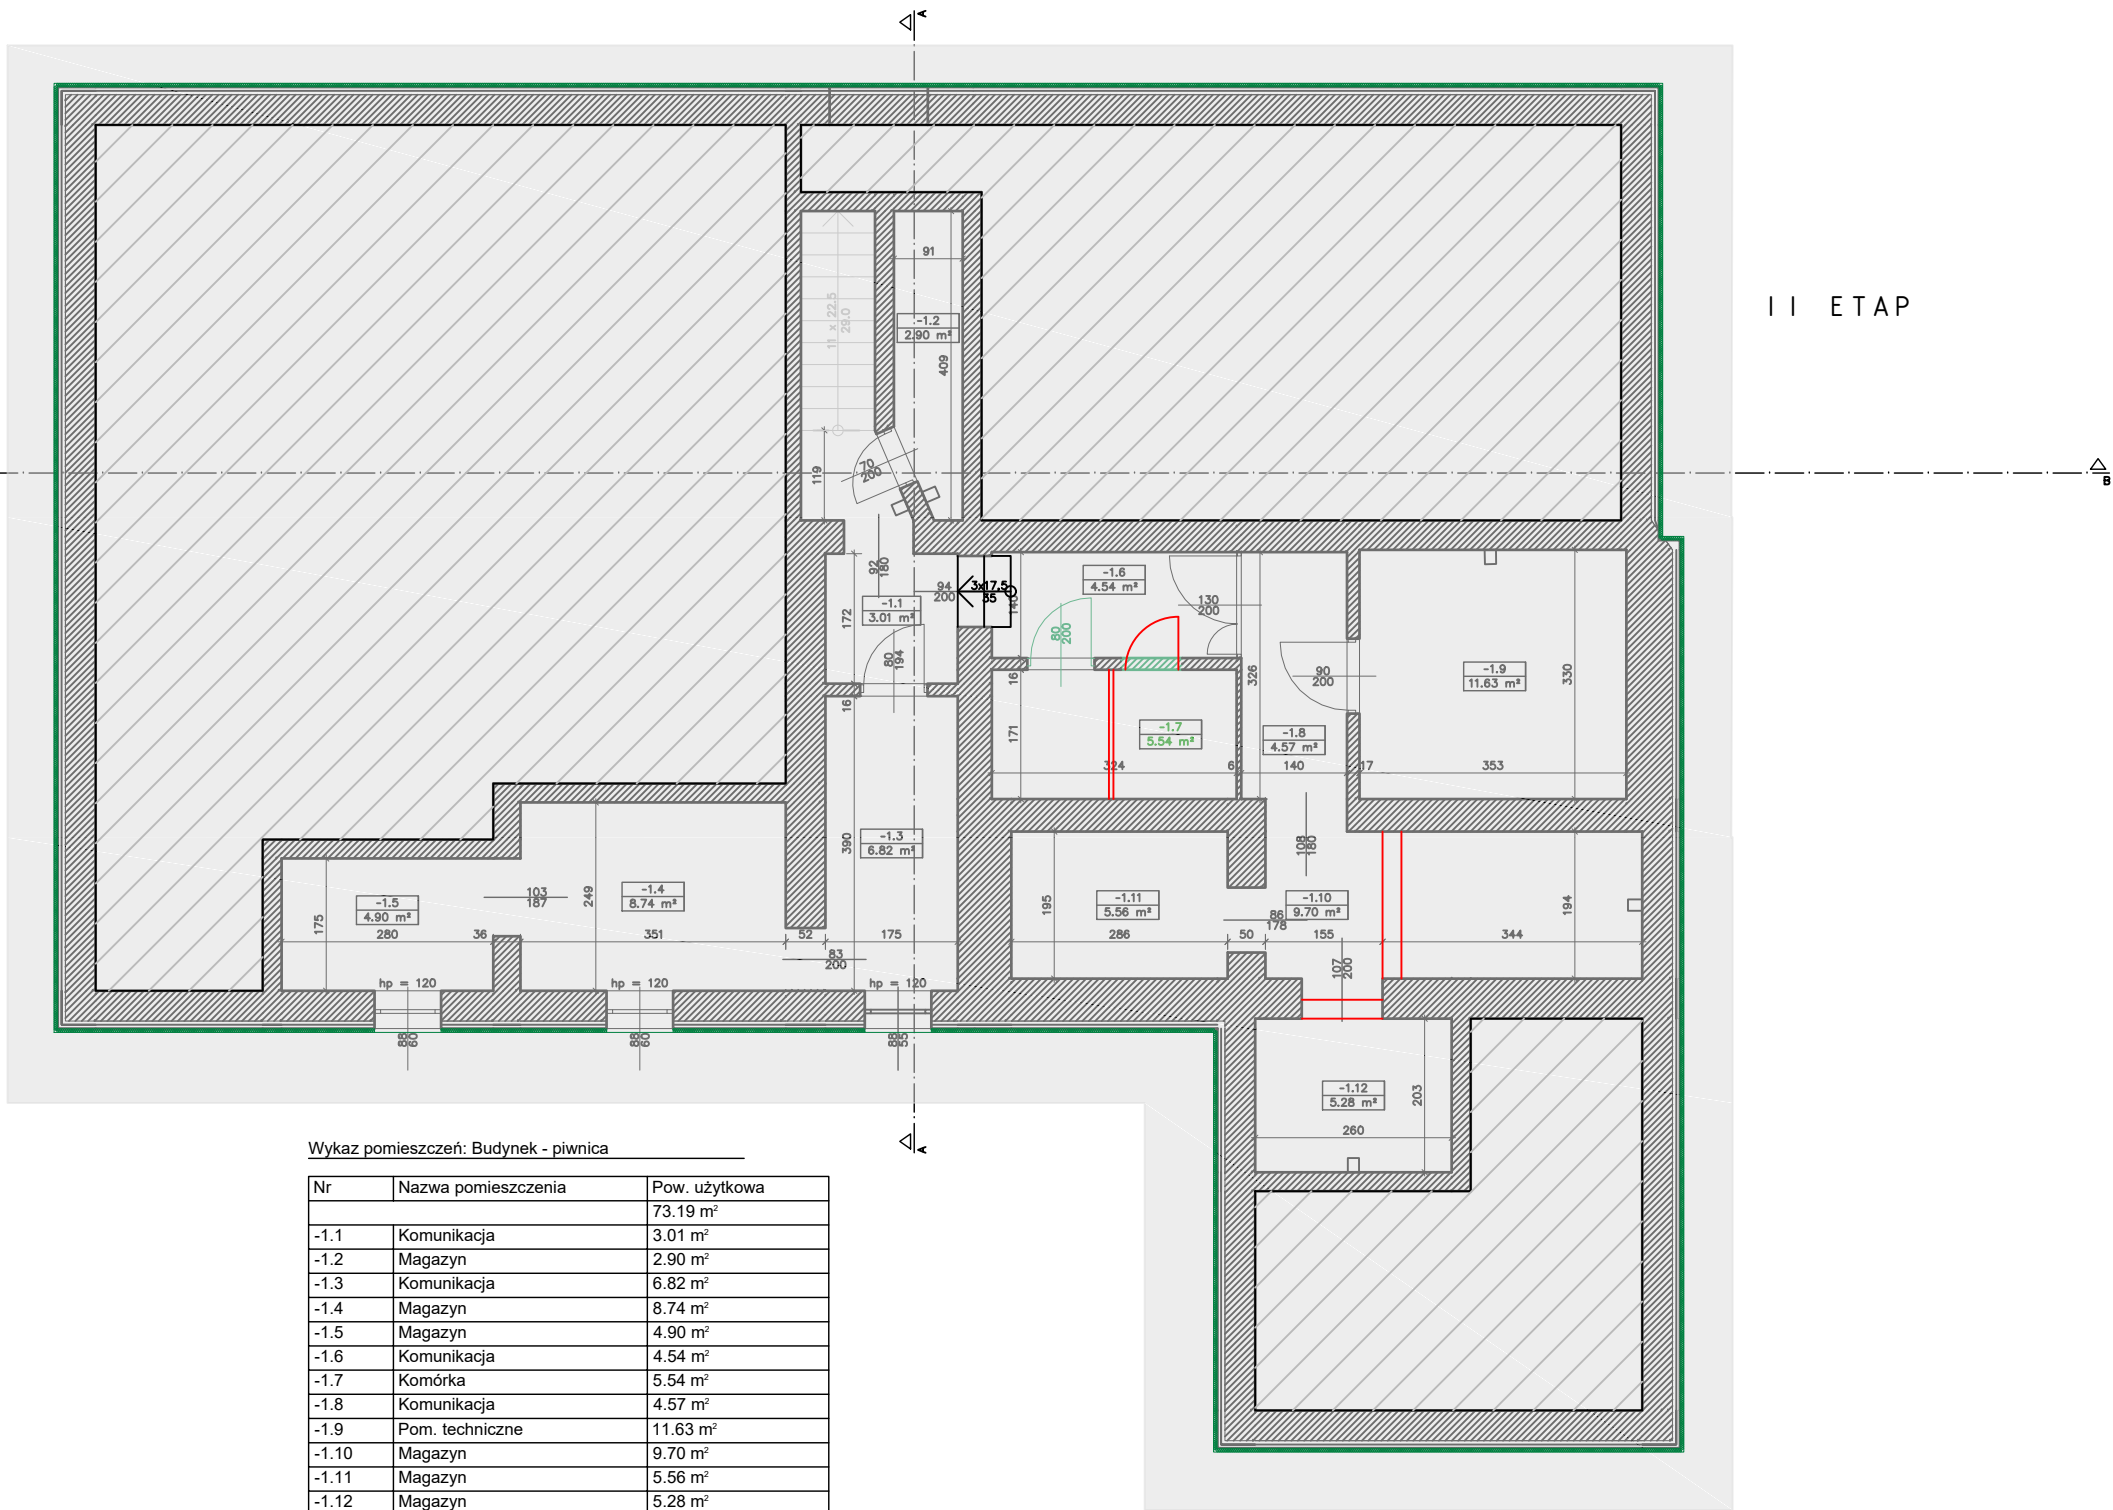 A
II ETAP
91
11 x 22.5
29.0
-1.2
2.90 m²
409
119
70
200
B
92
180
94
200
3x17.5
35
140
-1.6
4.54 m²
130
200
-1.1
3.01 m²
172
80
200
80
194
16
16
326
90
200
-1.9
11.63 m²
330
171
-1.7
5.54 m²
-1.8
4.57 m²
324
6
140
17
353
390
-1.3
6.82 m²
108
180
-1.5
4.90 m²
175
103
187
249
-1.4
8.74 m²
195
-1.11
5.56 m²
86
178
-1.10
9.70 m²
194
280
36
351
52
175
286
50
155
344
83
200
107
200
hp = 120
hp = 120
hp = 120
88
60
88
60
88
55
-1.12
5.28 m²
203
260
A
Wykaz pomieszczeń: Budynek - piwnica
Nr Nazwa pomieszczenia Pow. użytkowa
73.19 m²
-1.1 Komunikacja 3.01 m²
-1.2 Magazyn 2.90 m²
-1.3 Komunikacja 6.82 m²
-1.4 Magazyn 8.74 m²
-1.5 Magazyn 4.90 m²
-1.6 Komunikacja 4.54 m²
-1.7 Komórka 5.54 m²
-1.8 Komunikacja 4.57 m²
-1.9 Pom. techniczne 11.63 m²
-1.10 Magazyn 9.70 m²
-1.11 Magazyn 5.56 m²
-1.12 Magazyn 5.28 m²